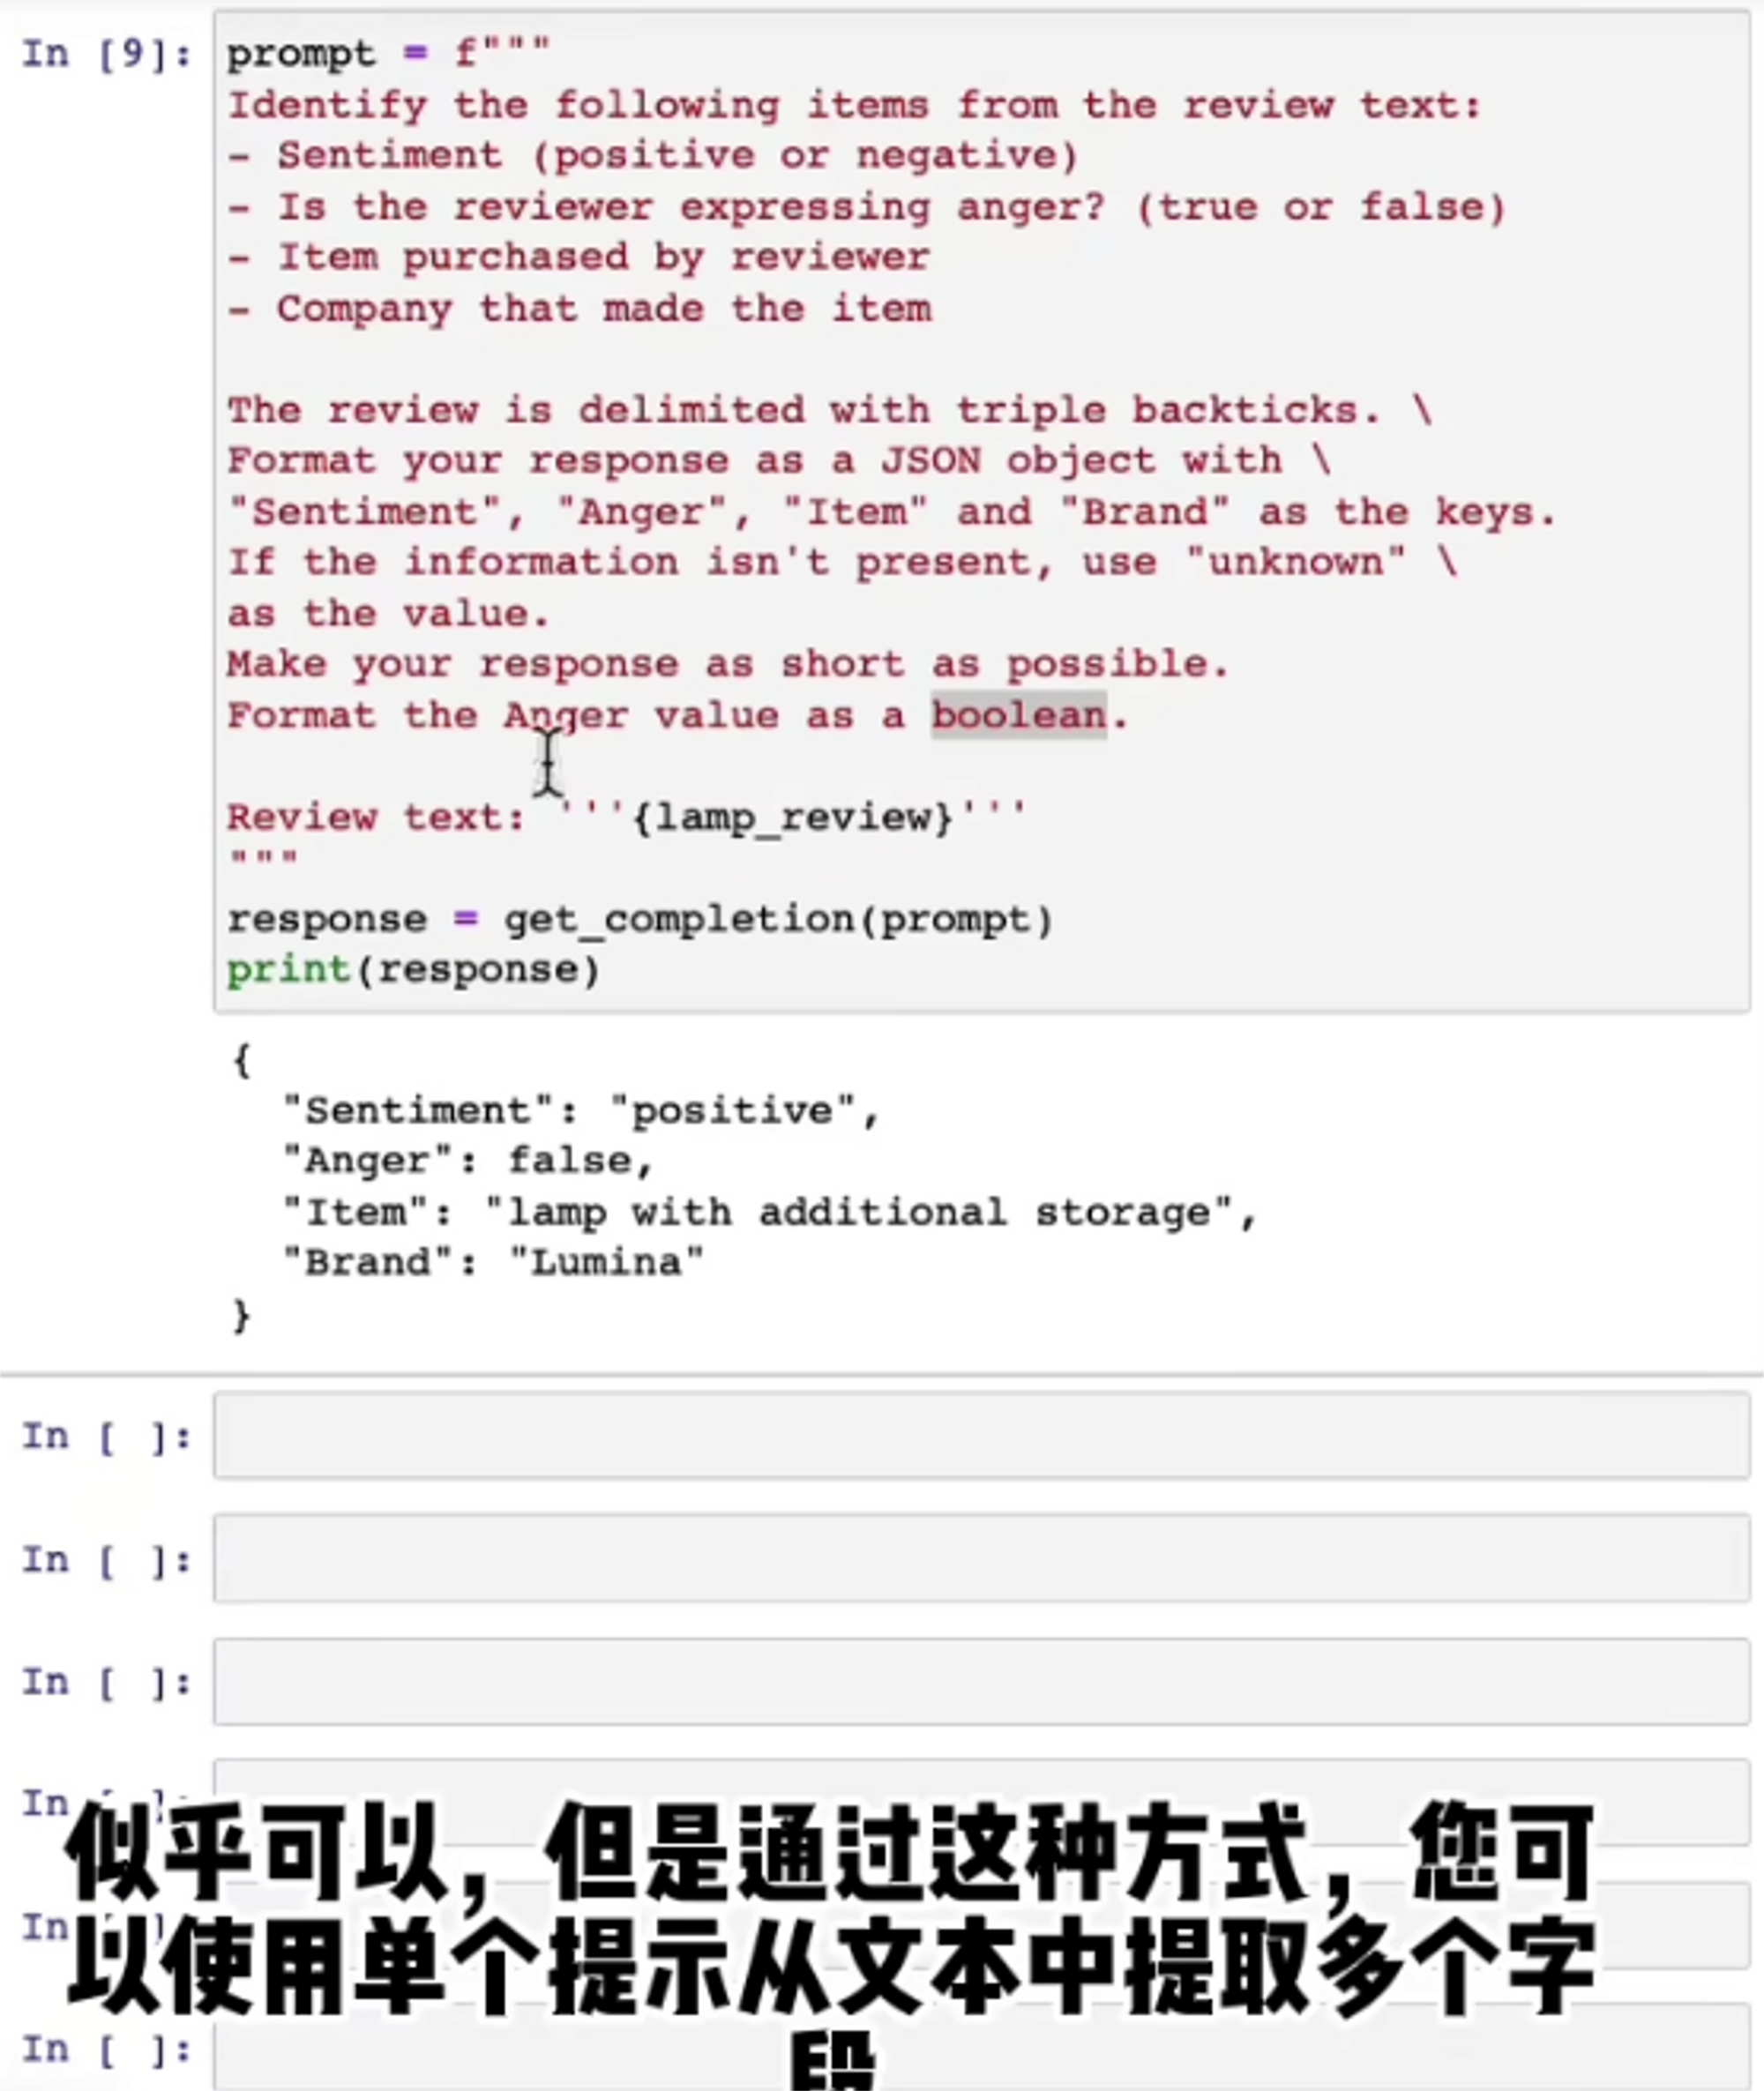 In [9]:
prompt = f"""
Identify the following items from the review text:
- Sentiment (positive or negative)
- Is the reviewer expressing anger? (true or false)
- Item purchased by reviewer
- Company that made the item
The review is delimited with triple backticks. \
Format your response as a JSON object with \
"Sentiment", "Anger", "Item" and "Brand" as the keys.
If the information isn't present, use "unknown" \
as the value.
Make your response as short as possible.
Format the Anger value as a boolean.
Review text: '''{lamp_review}'''
"""
response = get_completion(prompt)
print(response)
{
"Sentiment": "positive",
"Anger": false,
"Item": "lamp with additional storage",
"Brand": "Lumina"
}
In [ ]:
In [ ]:
In [ ]:
In [ ]:
似乎可以，但是通过这种方式，您可
In [ ]:
以使用单个提示从文本中提取多个字
In [ ]:
段